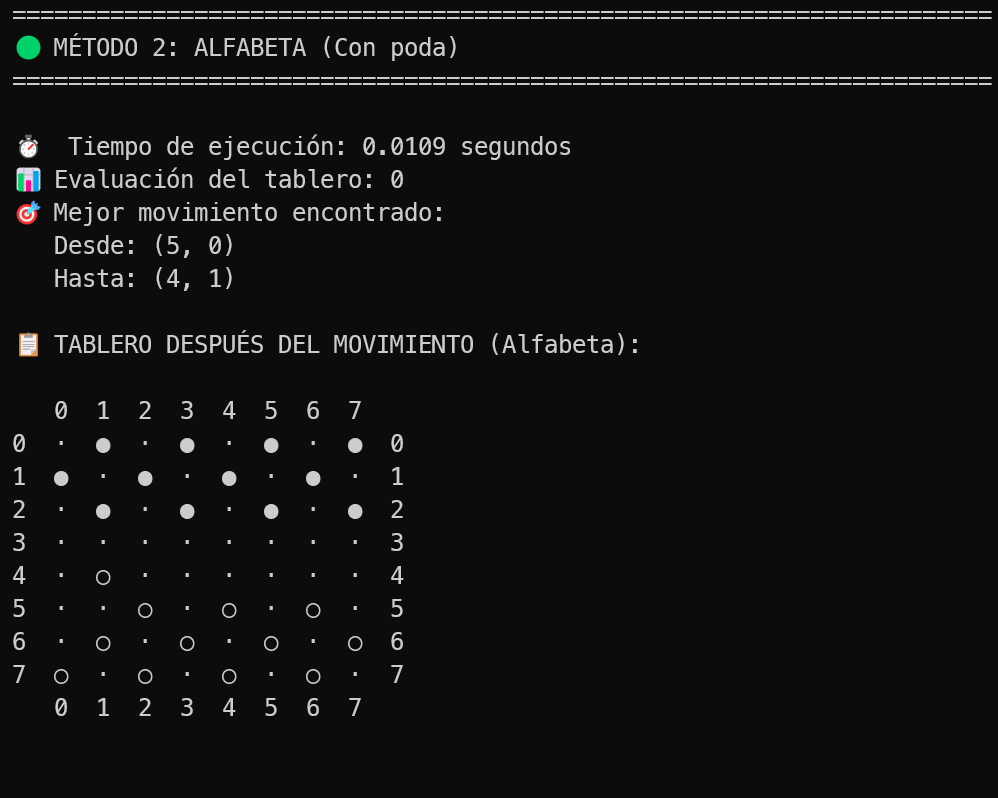 ======================================================================
🟢 MÉTODO 2: ALFABETA (Con poda)
======================================================================
⏱️  Tiempo de ejecución: 0.0109 segundos
📊 Evaluación del tablero: 0
🎯 Mejor movimiento encontrado:
   Desde: (5, 0)
   Hasta: (4, 1)
📋 TABLERO DESPUÉS DEL MOVIMIENTO (Alfabeta):
   0  1  2  3  4  5  6  7
0  ·  ●  ·  ●  ·  ●  ·  ●  0
1  ●  ·  ●  ·  ●  ·  ●  ·  1
2  ·  ●  ·  ●  ·  ●  ·  ●  2
3  ·  ·  ·  ·  ·  ·  ·  ·  3
4  ·  ○  ·  ·  ·  ·  ·  ·  4
5  ·  ·  ○  ·  ○  ·  ○  ·  5
6  ·  ○  ·  ○  ·  ○  ·  ○  6
7  ○  ·  ○  ·  ○  ·  ○  ·  7
   0  1  2  3  4  5  6  7